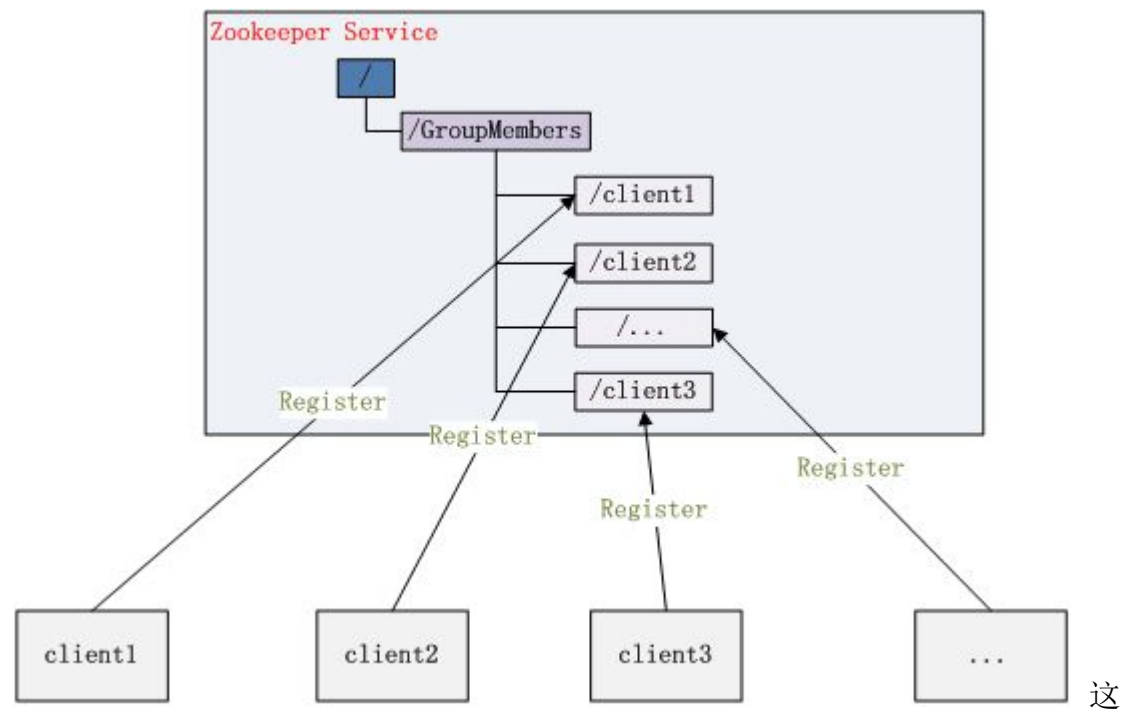 Zookeeper Service
/
/GroupMembers
/client1
/client2
/...
/client3
Register
Register
Register
Register
client1
client2
client3
...
这